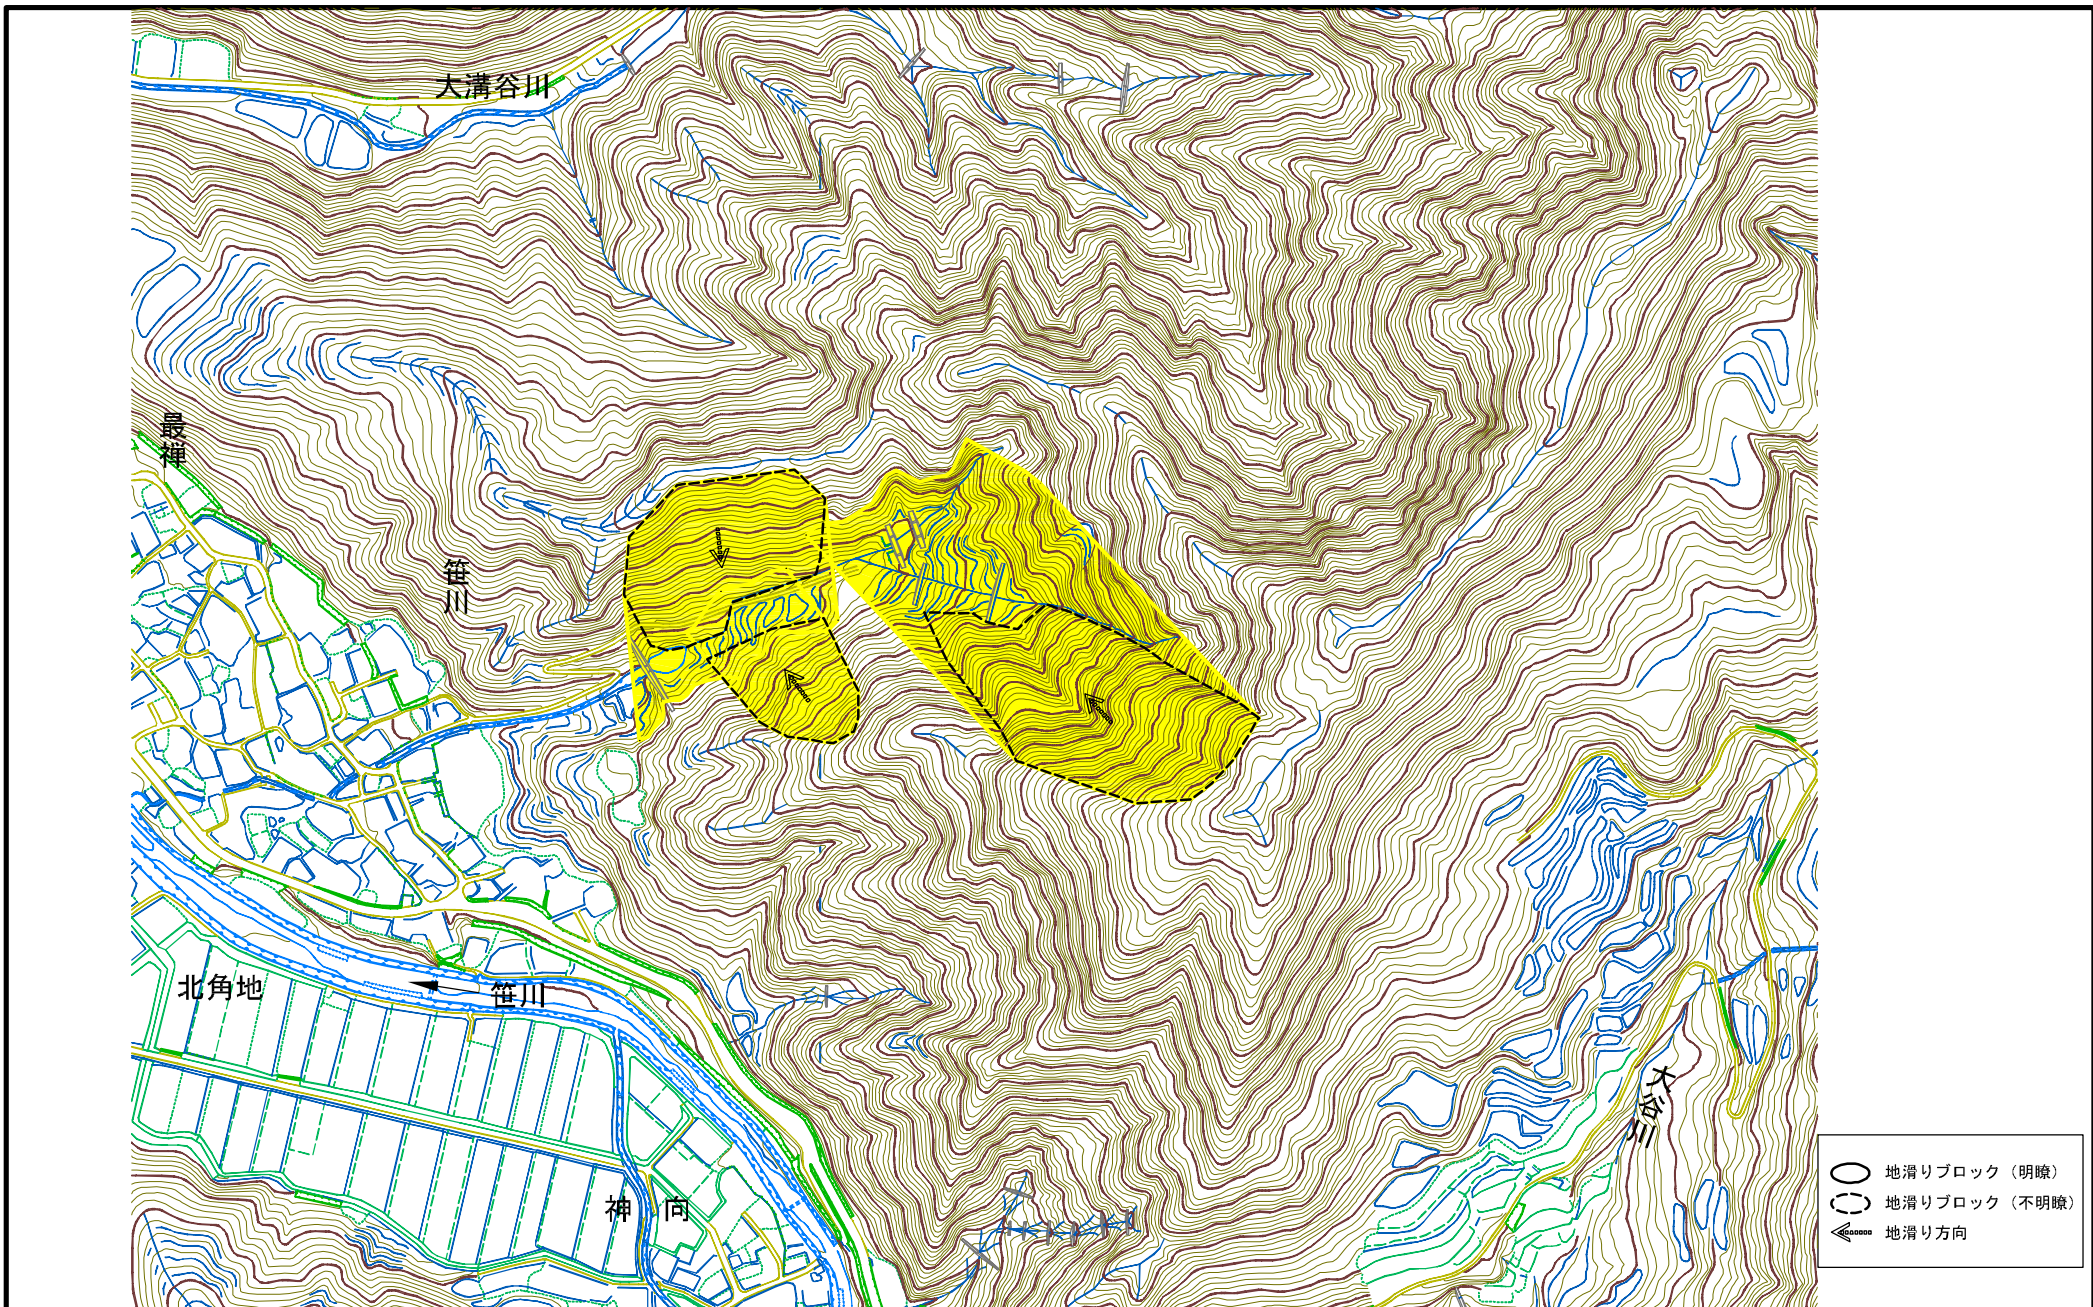 大溝谷川
最禅
笹川
北角地
笹川
大谷川
神向
地滑りブロック（明瞭）
地滑りブロック（不明瞭）
地滑り方向